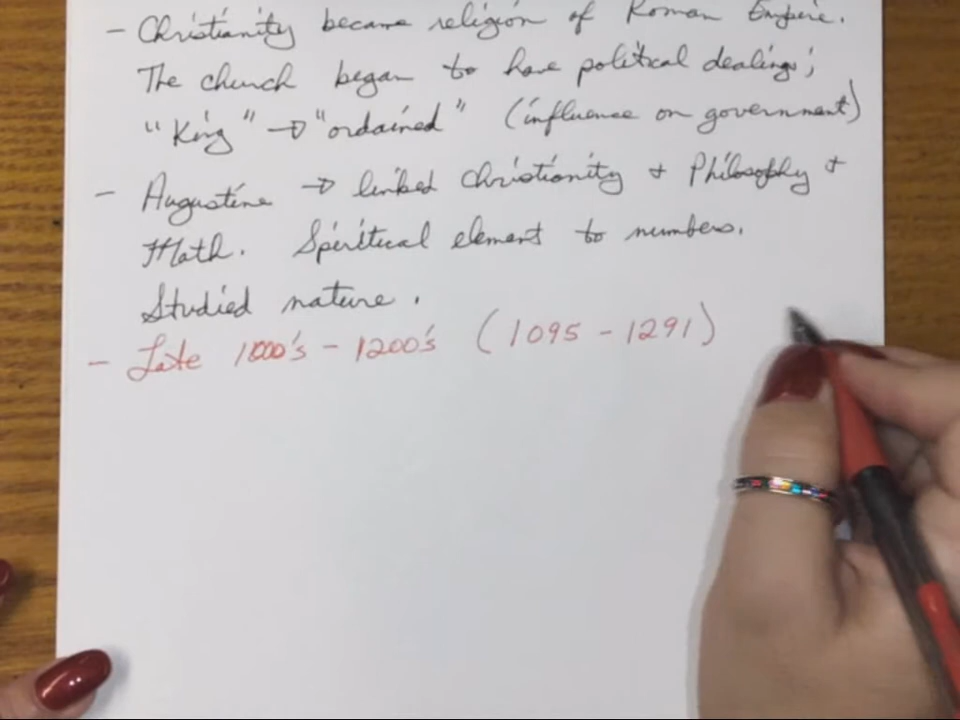 - Christianity became religion of Roman Empire.
The church began to have political dealings;
"King" → "ordained" (influence on government)
- Augustine → linked Christianity + Philosophy +
Math. Spiritical element to numbers.
Studied nature.
- Late 1000's - 1200's (1095 - 1291)